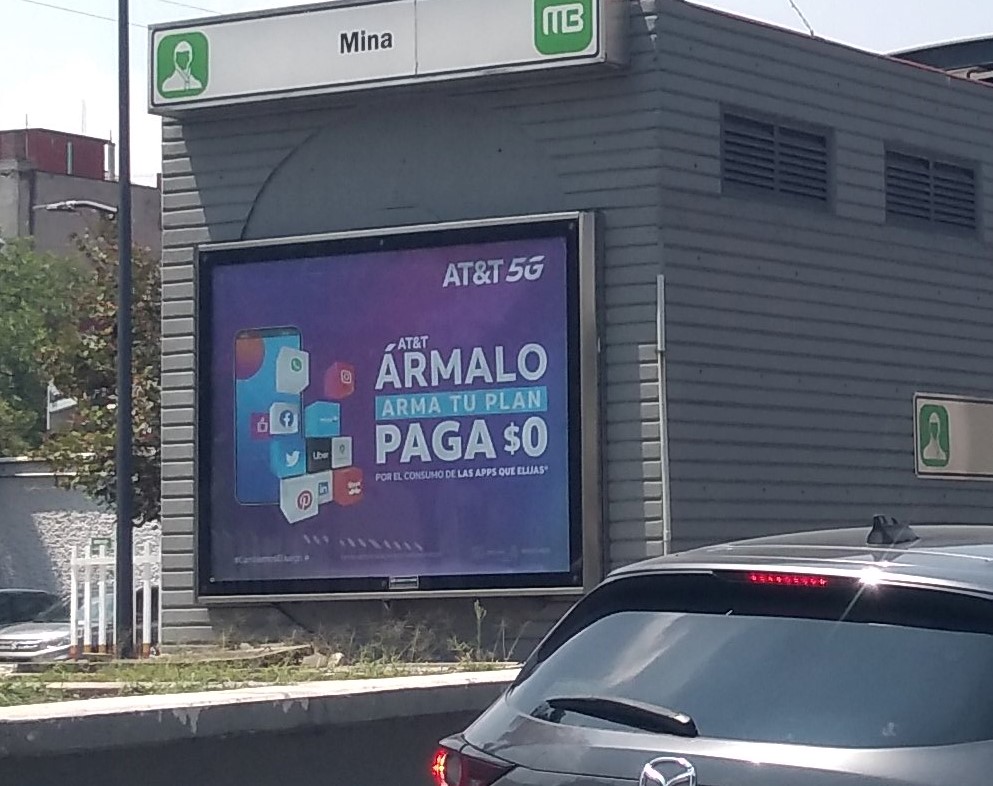 Mina
MB
AT&T 5G
AT&T
ÁRMALO
ARMA TU PLAN
PAGA $0
POR EL CONSUMO DE LAS APPS QUE ELIJAS*
Uber
in